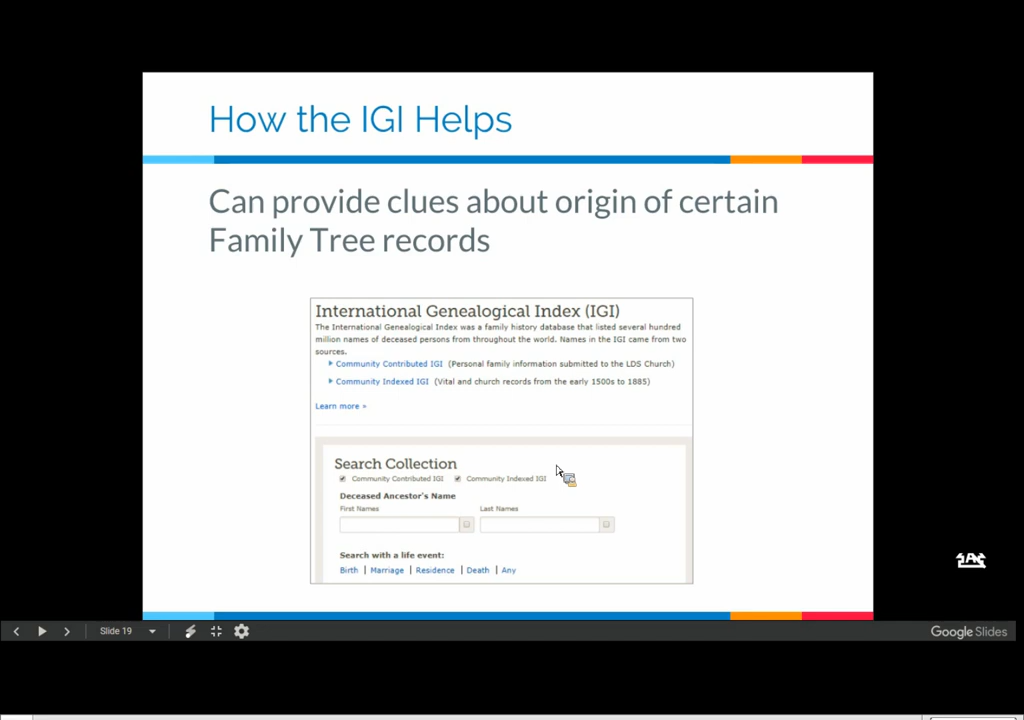 How the IGI Helps
Can provide clues about origin of certain
Family Tree records
International Genealogical Index (IGI)
The International Genealogical Index was a family history database that listed several hundred
million names of deceased persons from throughout the world. Names in the IGI came from two
sources.
Community Contributed IGI (Personal family information submitted to the LDS Church)
Community Indexed IGI (Vital and church records from the early 1500s to 1885)
Learn more »
Search Collection
Community Contributed IGI Community Indexed IGI
Deceased Ancestor's Name
First Names Last Names
Search with a life event:
Birth | Marriage | Residence | Death | Any
Slide 19
Google Slides